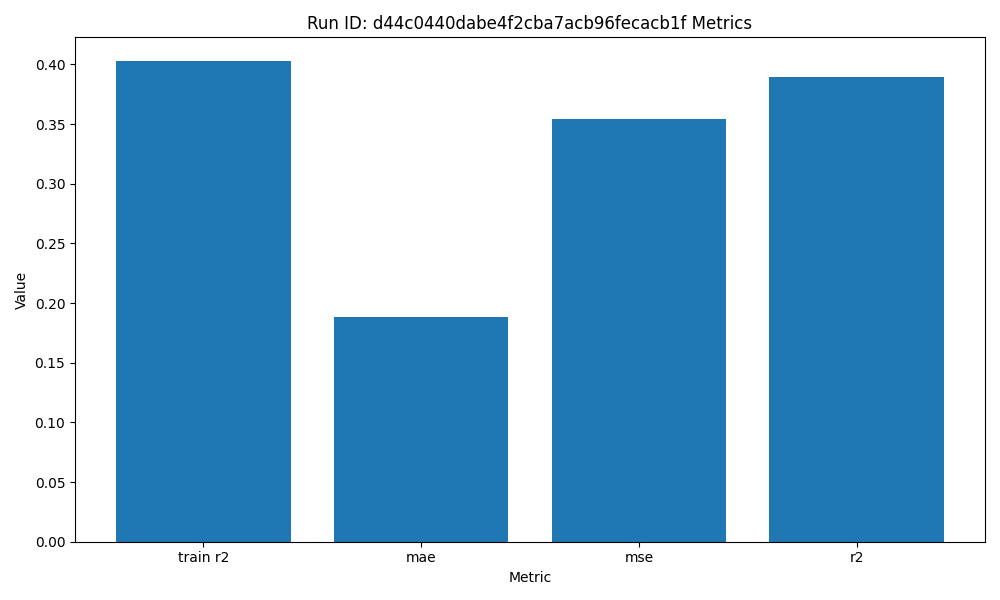 Run ID: d44c0440dabe4f2cba7acb96fecacb1f Metrics
0.40
0.35
0.30
0.25
0.20
0.15
0.10
0.05
0.00
Value
train r2
mae
mse
r2
Metric